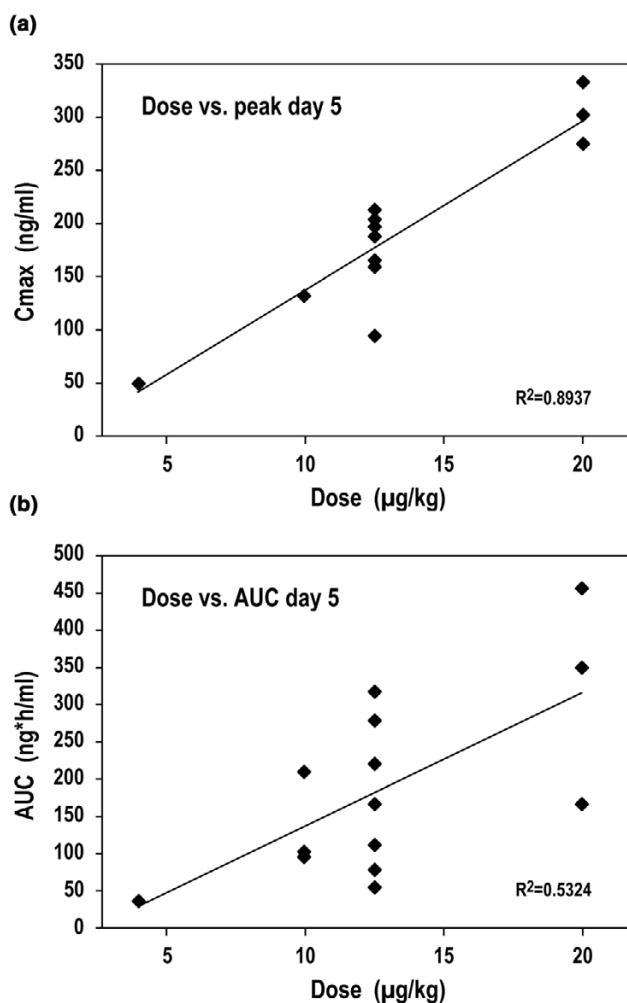 (a)
350
300
250
200
150
100
50
0
Cmax (ng/ml)
Dose vs. peak day 5
R²=0.8937
5
10
15
20
Dose (µg/kg)
(b)
500
450
400
350
300
250
200
150
100
50
0
AUC (ng*h/ml)
Dose vs. AUC day 5
R²=0.5324
5
10
15
20
Dose (µg/kg)